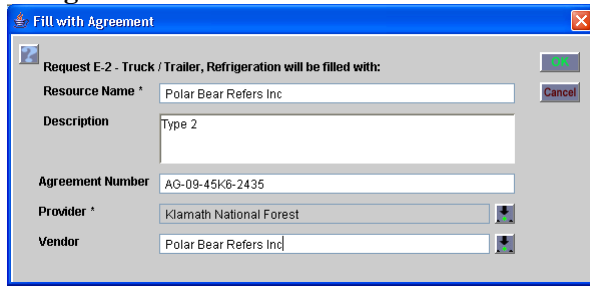 Fill with Agreement
Request E-2 - Truck / Trailer, Refrigeration will be filled with:
OK
Resource Name * Polar Bear Refers Inc
Cancel
Description Type 2
Agreement Number AG-09-45K6-2435
Provider * Klamath National Forest
Vendor Polar Bear Refers Inc